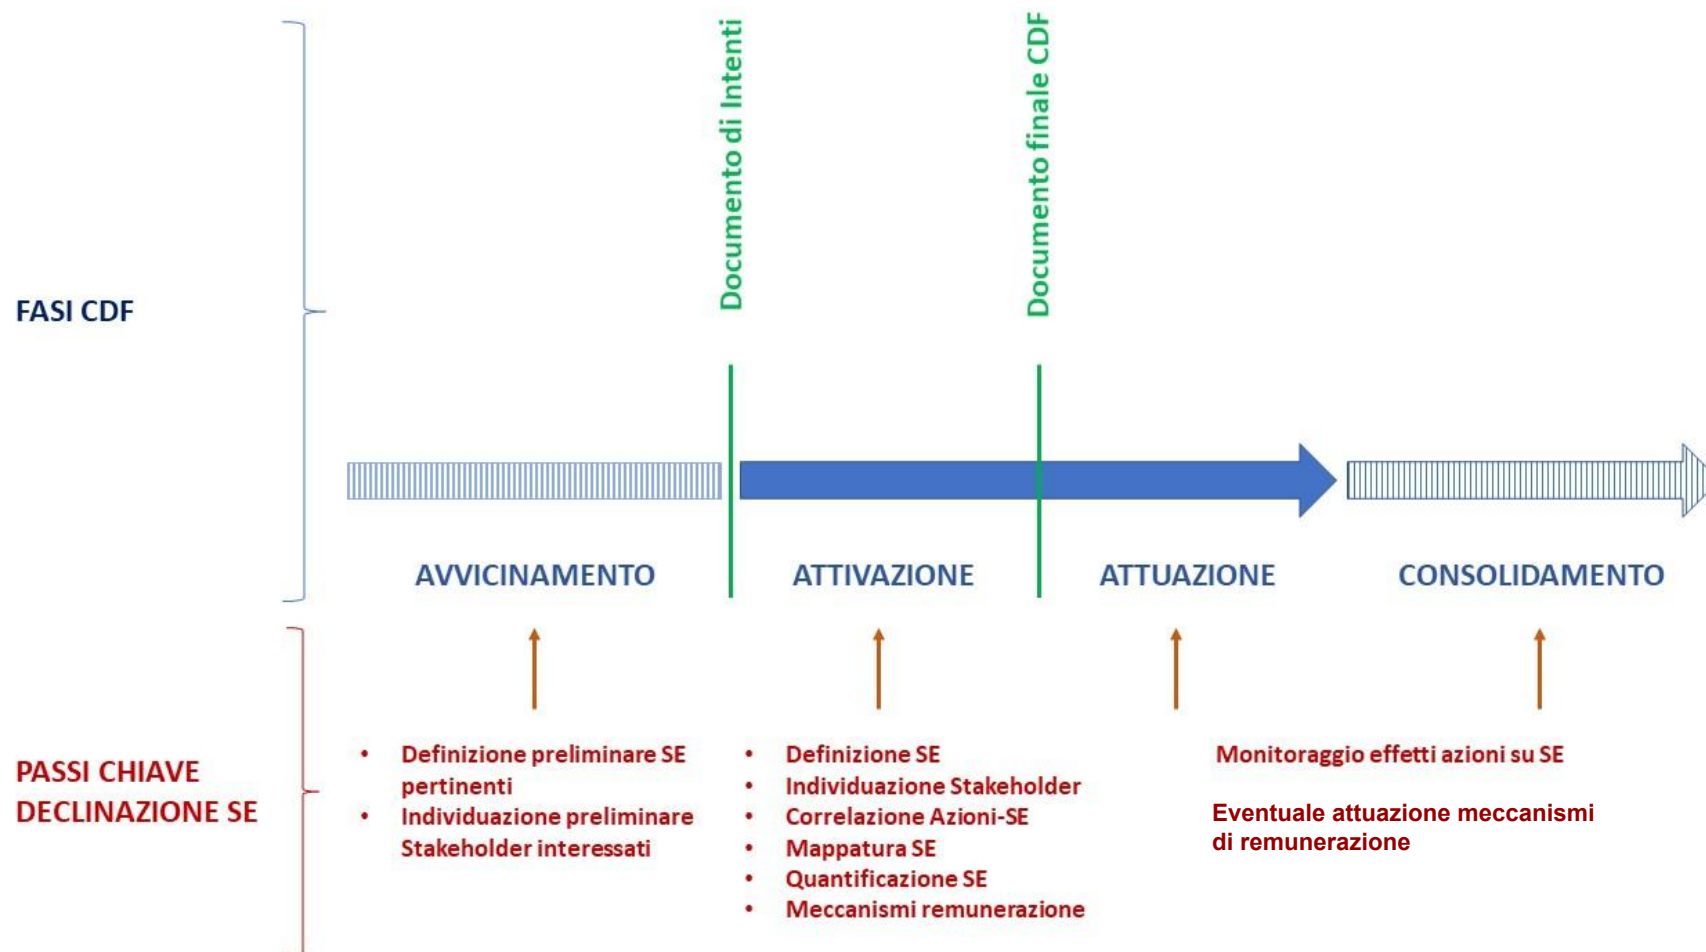 Documento di Intenti
Documento finale CDF
FASI CDF
AVVICINAMENTO
ATTIVAZIONE
ATTUAZIONE
CONSOLIDAMENTO
PASSI CHIAVE
DECLINAZIONE SE
• Definizione preliminare SE
pertinenti
• Individuazione preliminare
Stakeholder interessati
• Definizione SE
• Individuazione Stakeholder
• Correlazione Azioni-SE
• Mappatura SE
• Quantificazione SE
• Meccanismi remunerazione
Monitoraggio effetti azioni su SE
Eventuale attuazione meccanismi
di remunerazione